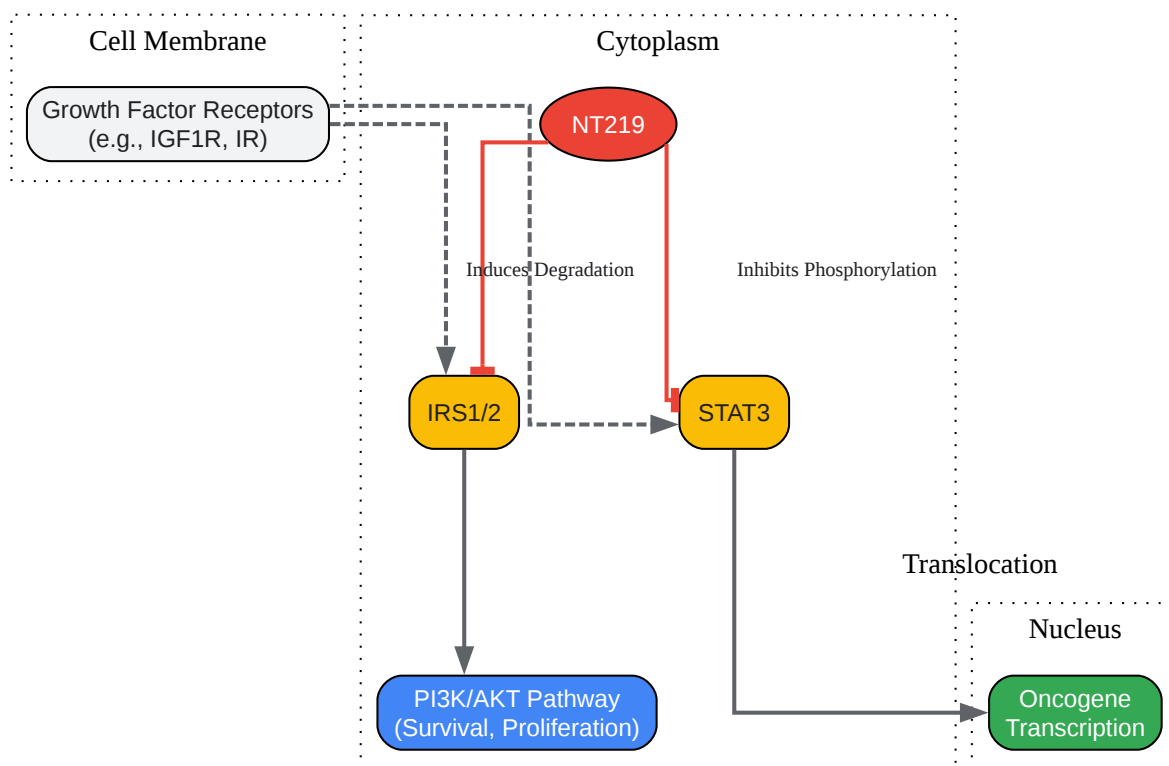 Cell Membrane
Cytoplasm
Growth Factor Receptors
(e.g., IGF1R, IR)
NT219
Induces Degradation
Inhibits Phosphorylation
IRS1/2
STAT3
Translocation
Nucleus
PI3K/AKT Pathway
(Survival, Proliferation)
Oncogene
Transcription